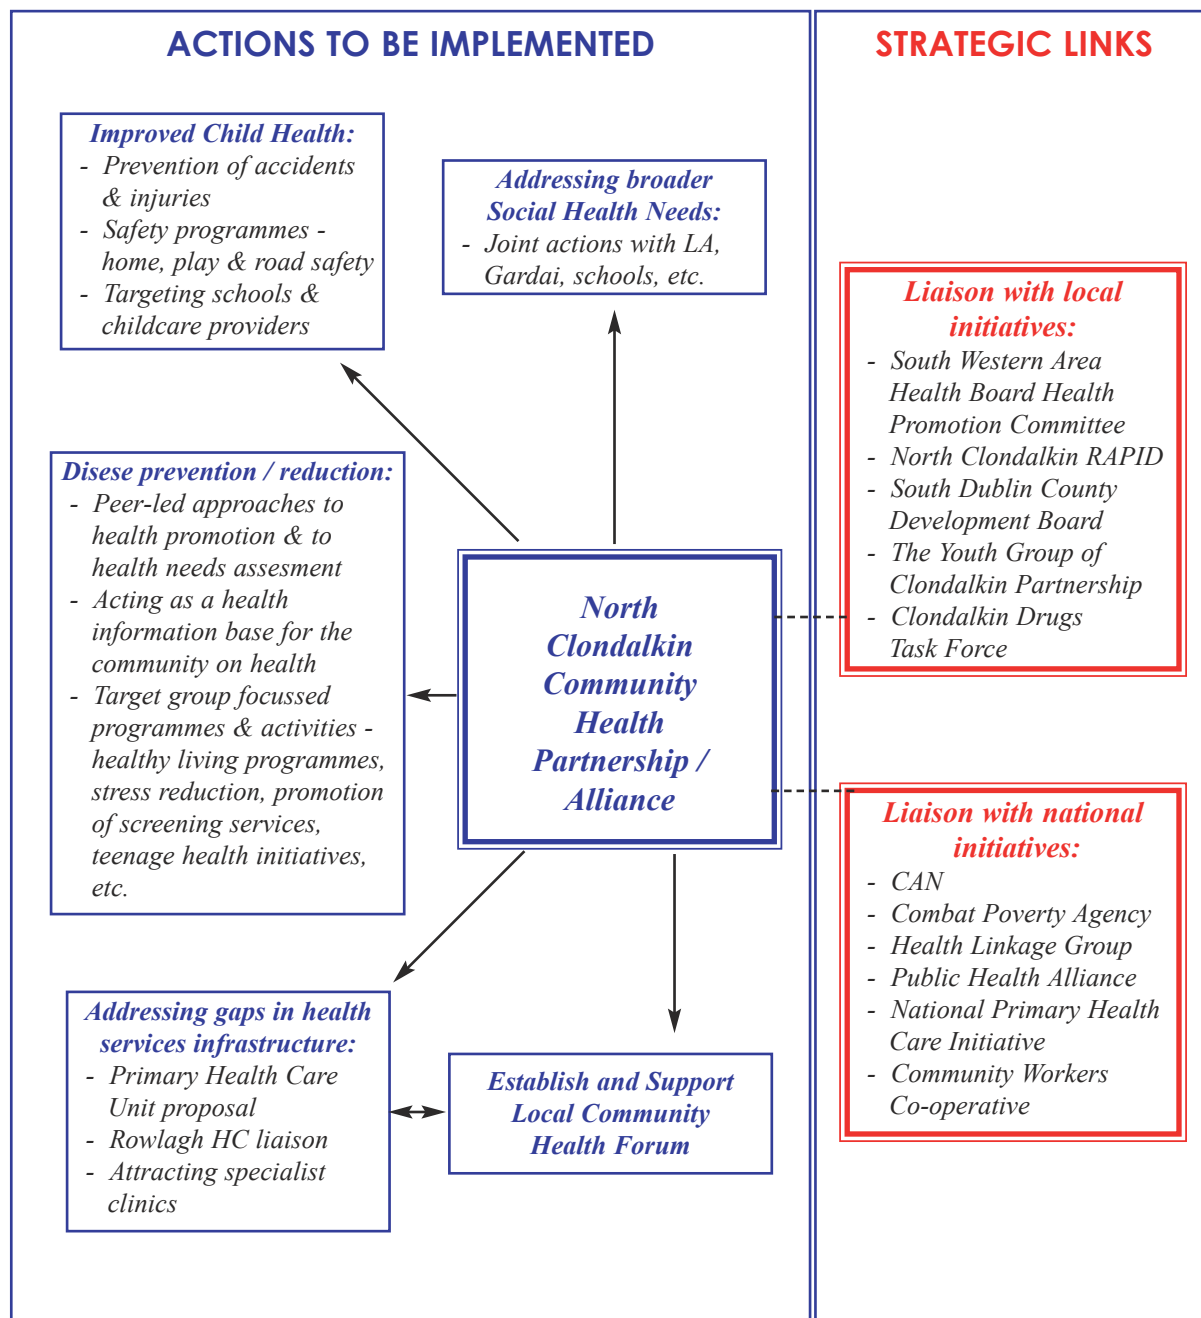 ACTIONS TO BE IMPLEMENTED
Improved Child Health:
- Prevention of accidents
& injuries
- Safety programmes -
home, play & road safety
- Targeting schools &
childcare providers
Addressing broader
Social Health Needs:
- Joint actions with LA,
Gardai, schools, etc.
Disese prevention / reduction:
- Peer-led approaches to
health promotion & to
health needs assesment
- Acting as a health
information base for the
community on health
- Target group focussed
programmes & activities -
healthy living programmes,
stress reduction, promotion
of screening services,
teenage health initiatives,
etc.
North
Clondalkin
Community
Health
Partnership /
Alliance
Addressing gaps in health
services infrastructure:
- Primary Health Care
Unit proposal
- Rowlagh HC liaison
- Attracting specialist
clinics
Establish and Support
Local Community
Health Forum
STRATEGIC LINKS
Liaison with local
initiatives:
- South Western Area
Health Board Health
Promotion Committee
- North Clondalkin RAPID
- South Dublin County
Development Board
- The Youth Group of
Clondalkin Partnership
- Clondalkin Drugs
Task Force
Liaison with national
initiatives:
- CAN
- Combat Poverty Agency
- Health Linkage Group
- Public Health Alliance
- National Primary Health
Care Initiative
- Community Workers
Co-operative